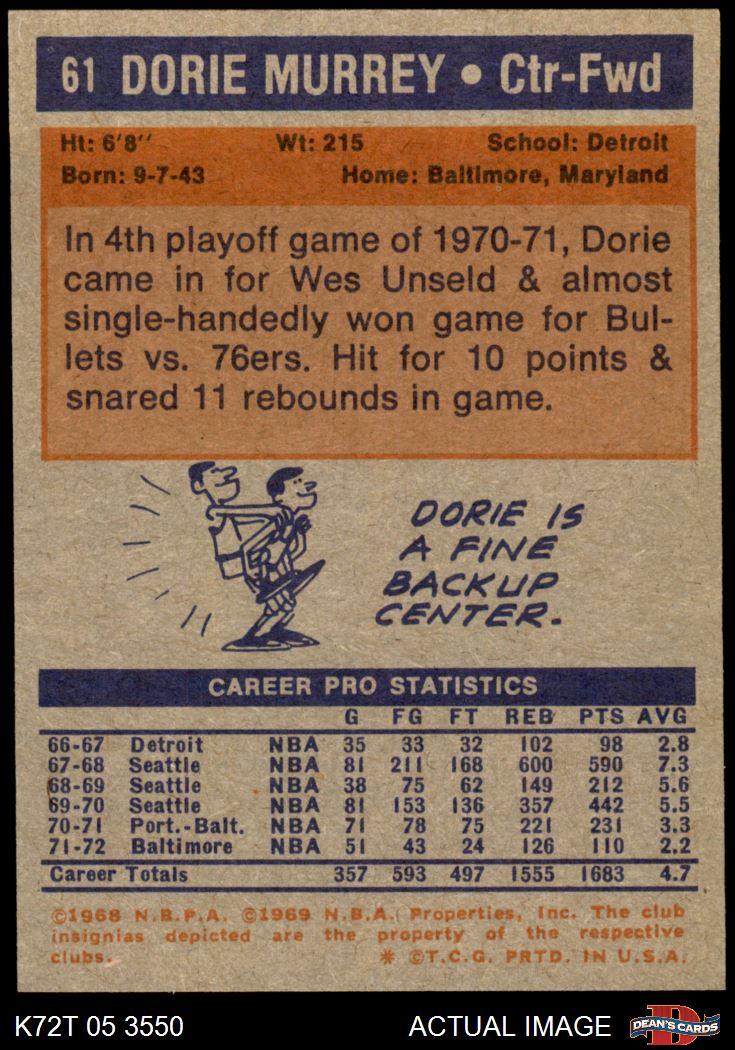 61 DORIE MURREY • Ctr-Fwd
Ht: 6'8'' Wt: 215 School: Detroit
Born: 9-7-43 Home: Baltimore, Maryland
In 4th playoff game of 1970-71, Dorie
came in for Wes Unseld & almost
single-handedly won game for Bul-
lets vs. 76ers. Hit for 10 points &
snared 11 rebounds in game.
DORIE IS
A FINE
BACKUP
CENTER.
CAREER PRO STATISTICS
G FG FT REB PTS AVG
66-67 Detroit NBA 35 33 32 102 98 2.8
67-68 Seattle NBA 81 211 168 600 590 7.3
68-69 Seattle NBA 38 75 62 149 212 5.6
69-70 Seattle NBA 81 153 136 357 442 5.5
70-71 Port.-Balt. NBA 71 78 75 221 231 3.3
71-72 Baltimore NBA 51 43 24 126 110 2.2
Career Totals 357 593 497 1555 1683 4.7
©1968 N.B.P.A. ©1969 N.B.A. Properties, Inc. The club
insignias depicted are the property of the respective
clubs. * ©T.C.G. PRTD. IN U.S.A.
K72T 05 3550 ACTUAL IMAGE DEAN'S CARDS